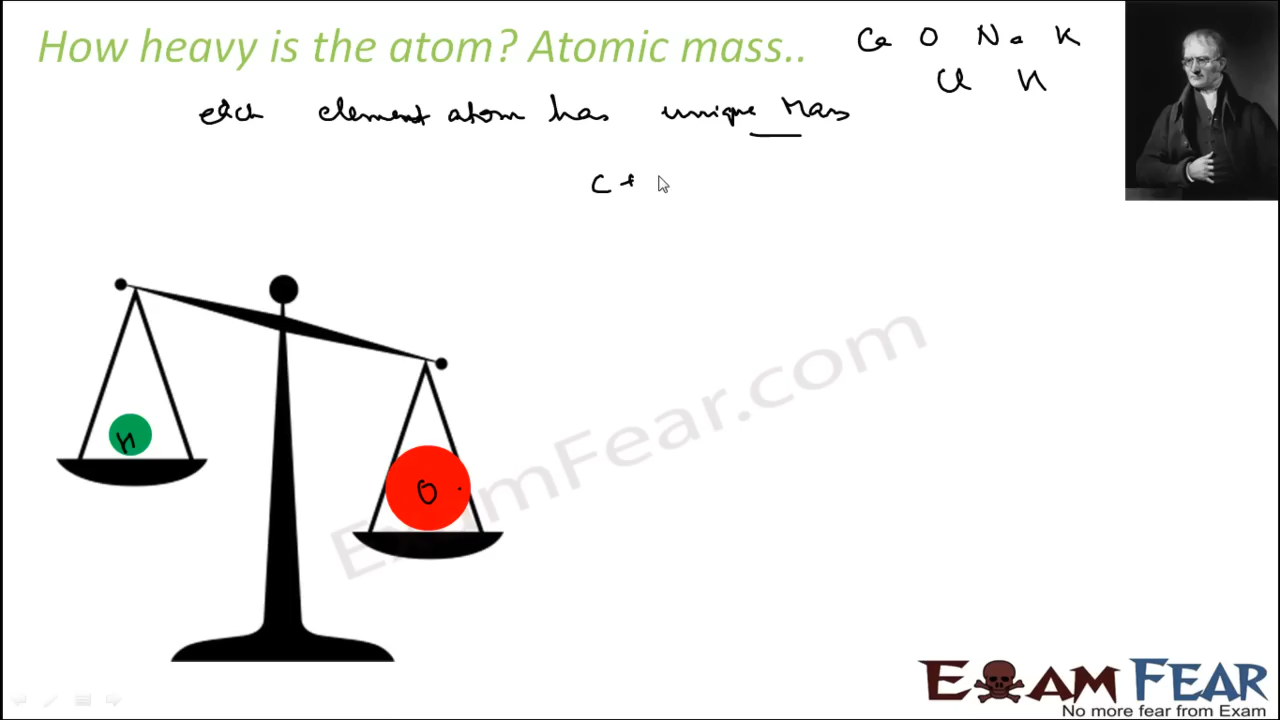 How heavy is the atom? Atomic mass..
Ca O Na K
Cl H
each element atom has unique Mass
C +
H
O
ExamFear.com
EXAM FEAR
No more fear from Exam